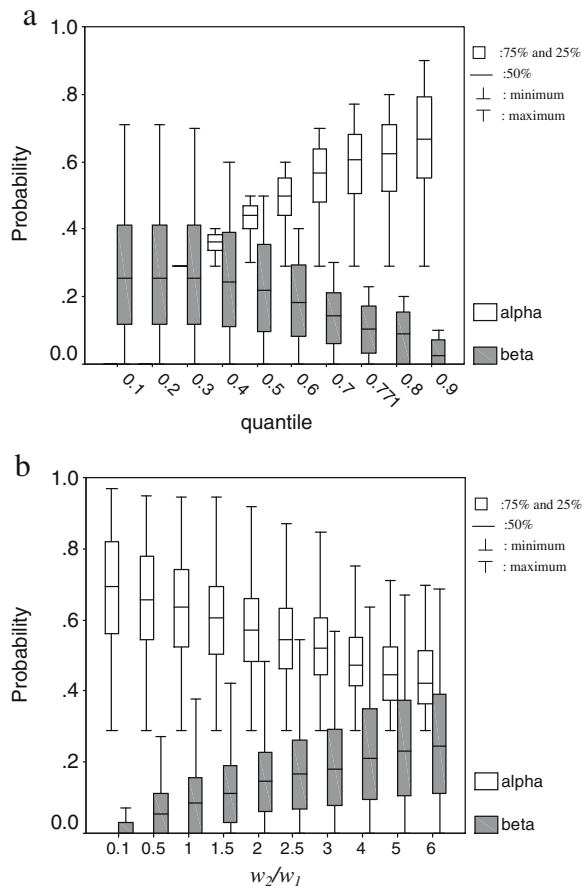 a
Probability
1.0
.8
.6
.4
.2
0.0
:75% and 25%
:50%
: minimum
: maximum
alpha
beta
0.1 0.2 0.3 0.4 0.5 0.6 0.7 0.771 0.8 0.9
quantile
b
Probability
1.0
.8
.6
.4
.2
0.0
:75% and 25%
:50%
: minimum
: maximum
alpha
beta
0.1 0.5 1 1.5 2 2.5 3 4 5 6
w2/w1